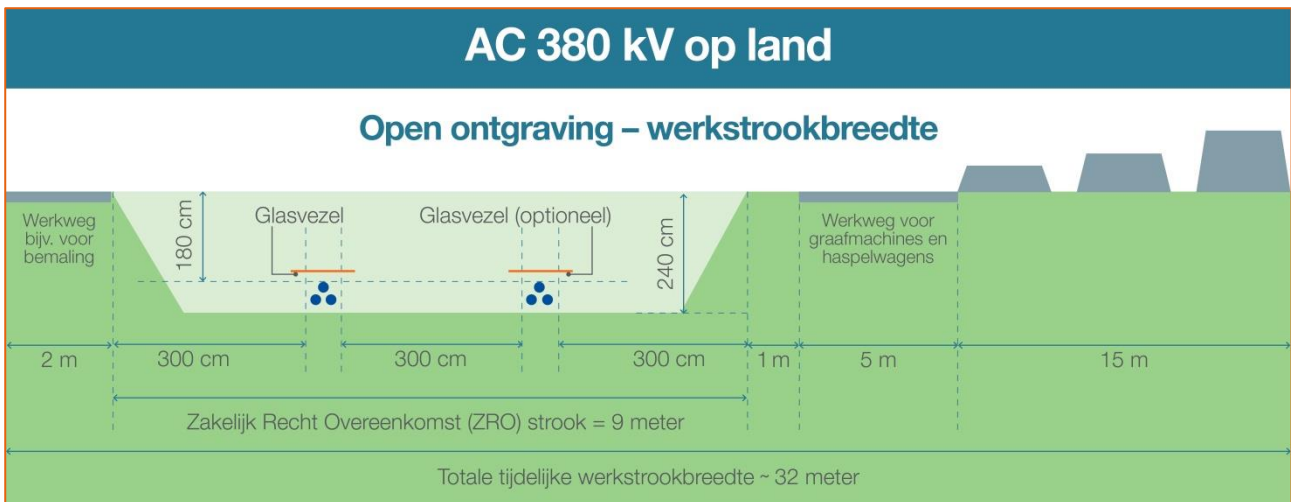 AC 380 kV op land
Open ontgraving – werkstrookbreedte
Werkweg
bijv. voor
bemaling
180 cm
Glasvezel
Glasvezel (optioneel)
240 cm
Werkweg voor
graafmachines en
haspelwagens
2 m
300 cm
300 cm
300 cm
1 m
5 m
15 m
Zakelijk Recht Overeenkomst (ZRO) strook = 9 meter
Totale tijdelijke werkstrookbreedte ~ 32 meter